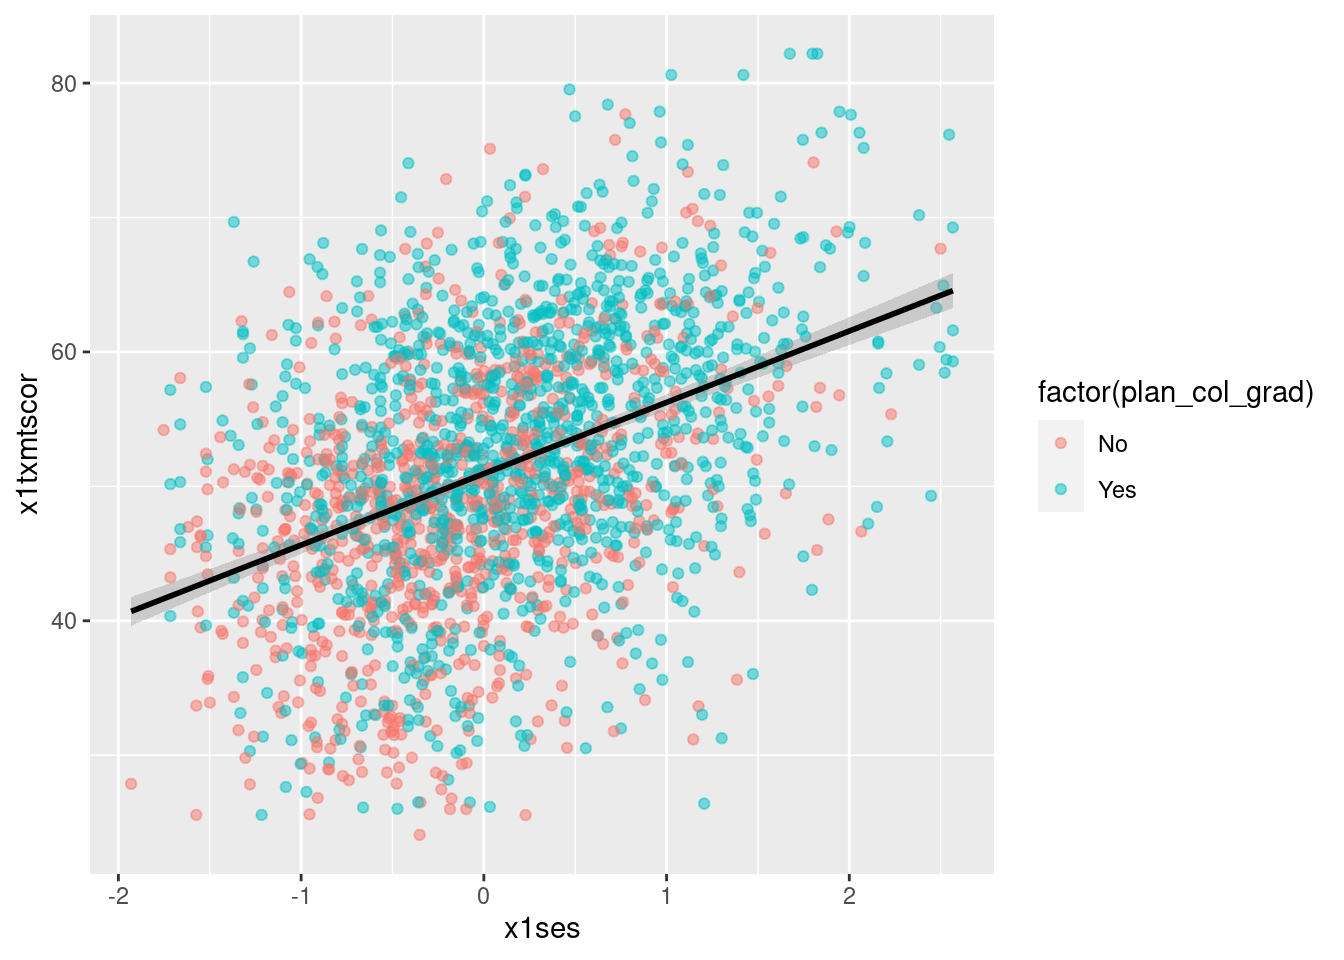 80
60
40
-2 -1 0 1 2
x1ses
x1txmtscor
factor(plan_col_grad)
No
Yes